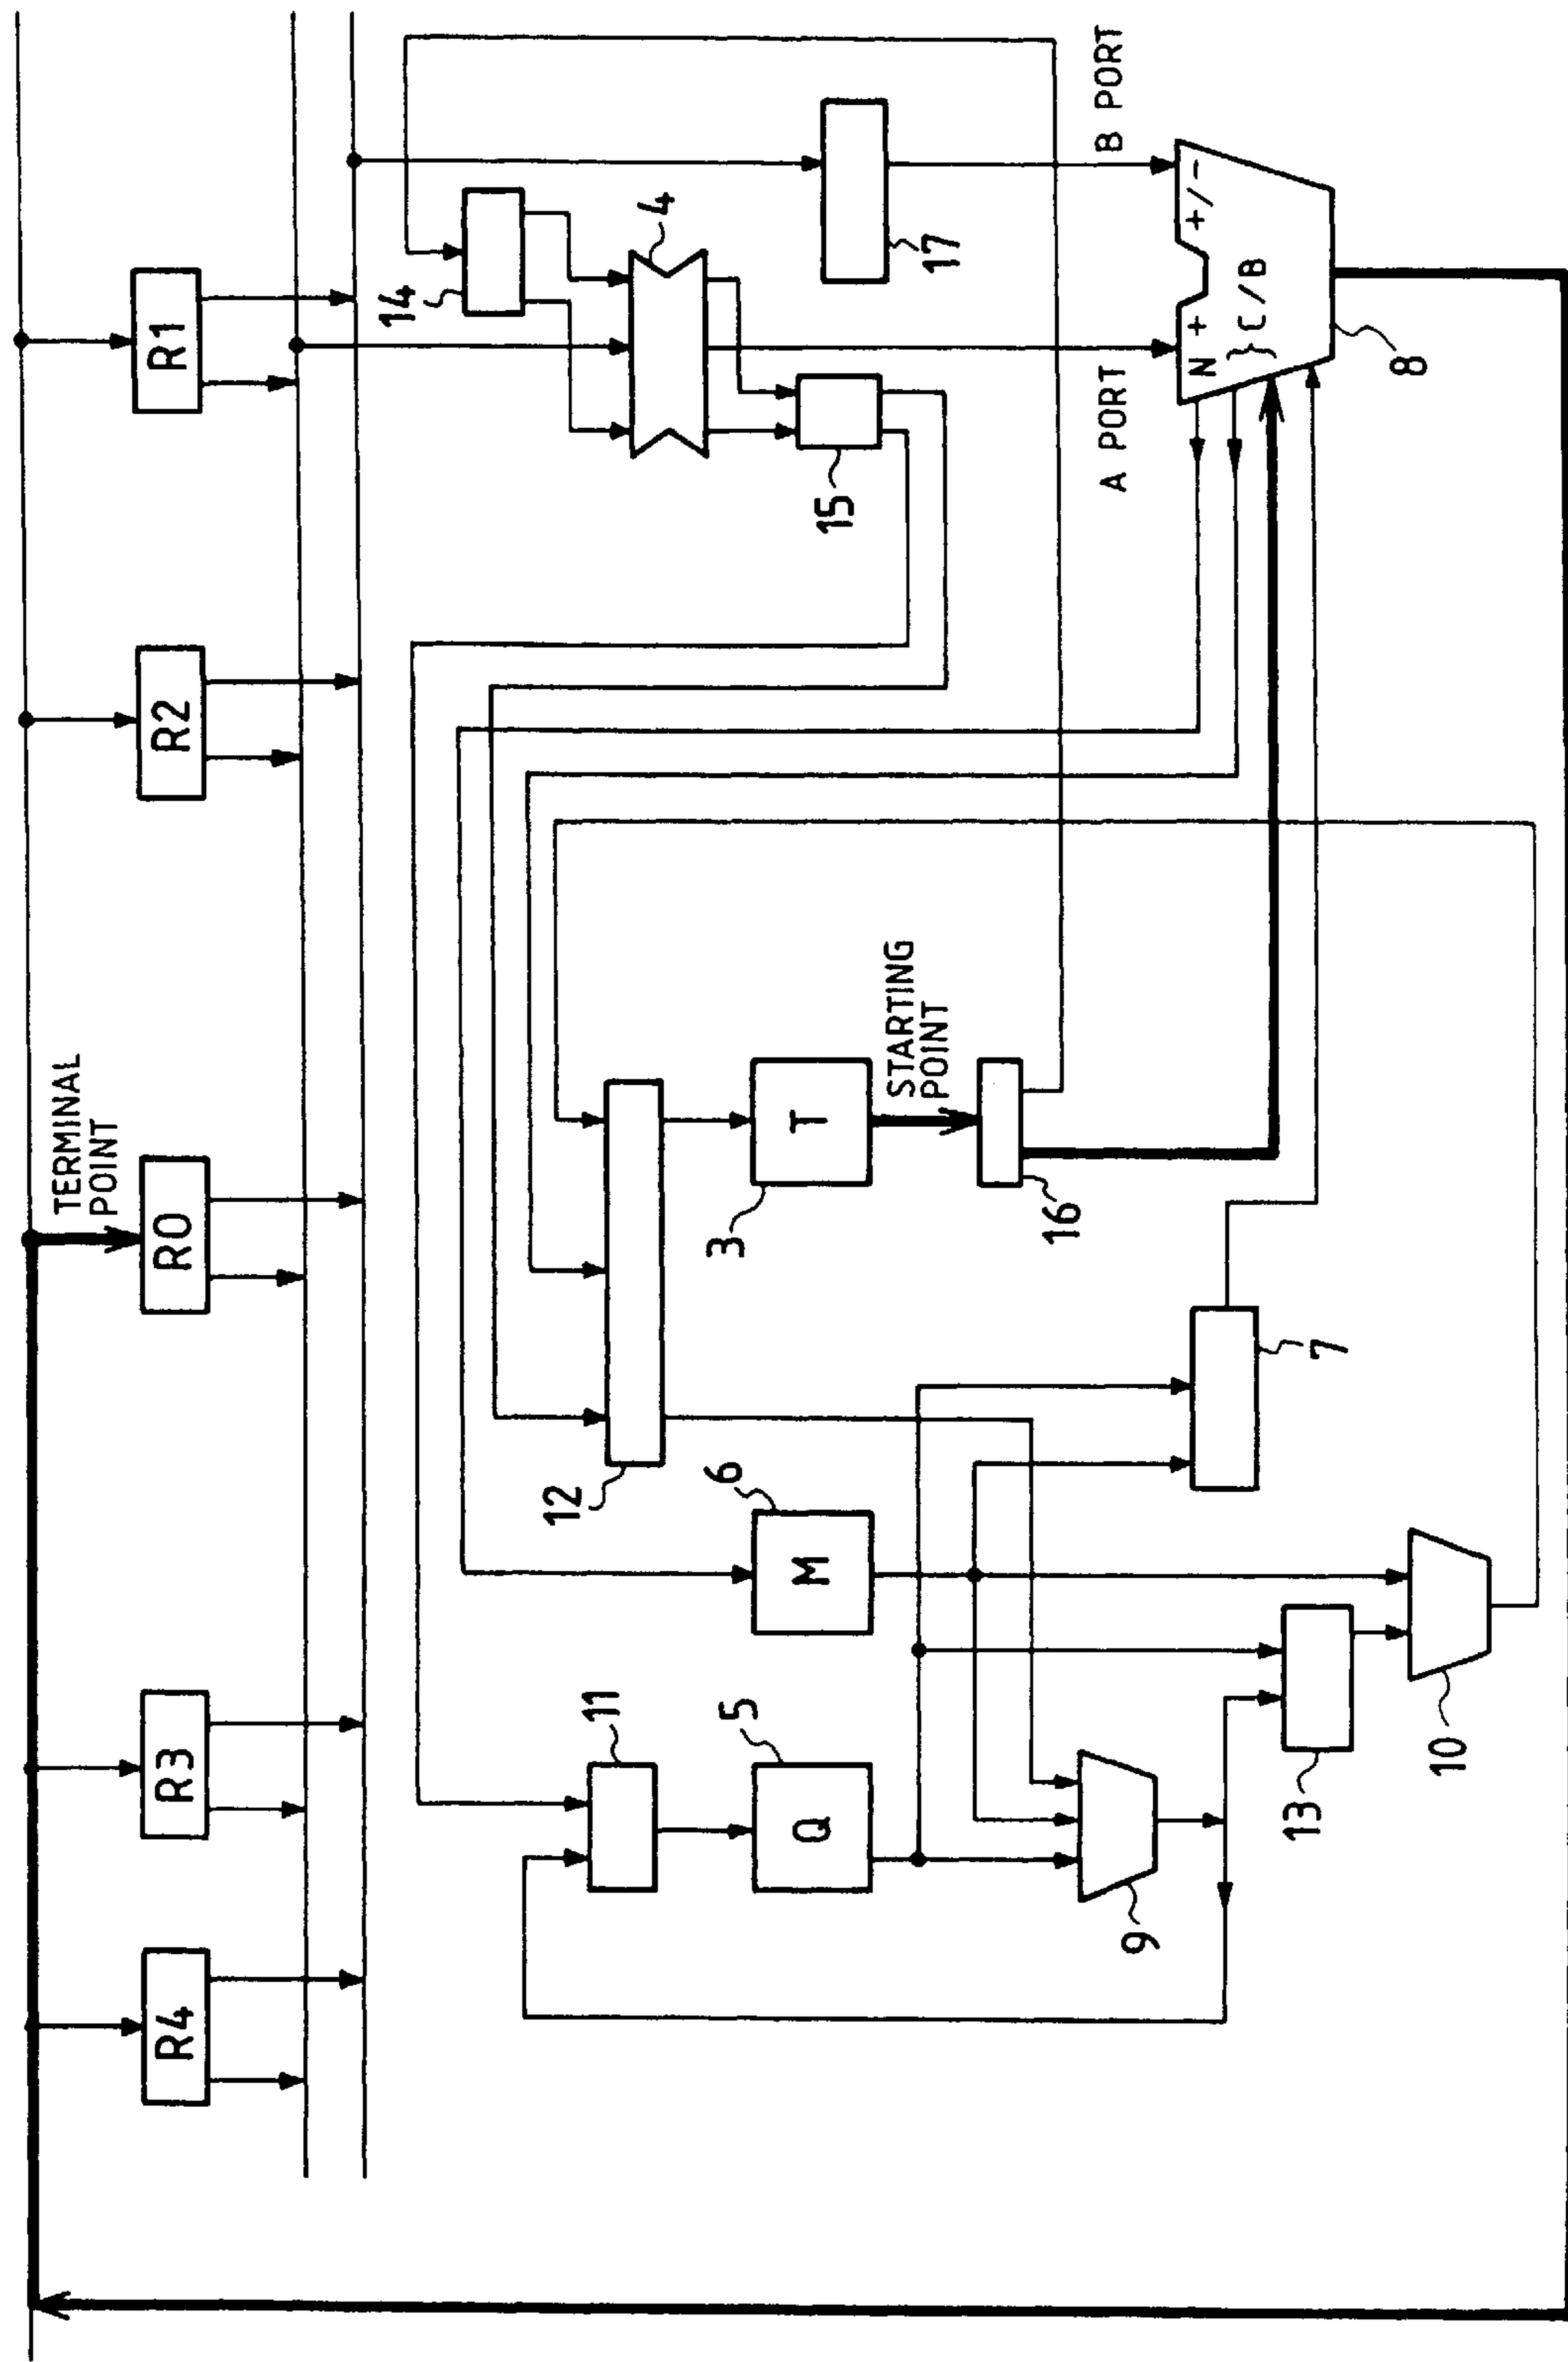 R4
R3
R0
R2
R1
TERMINAL
POINT
14
4
11
12
5
6
3
15
17
Q
M
T
STARTING
POINT
16
9
7
13
10
A PORT
B PORT
N + +/-
} C/B
8